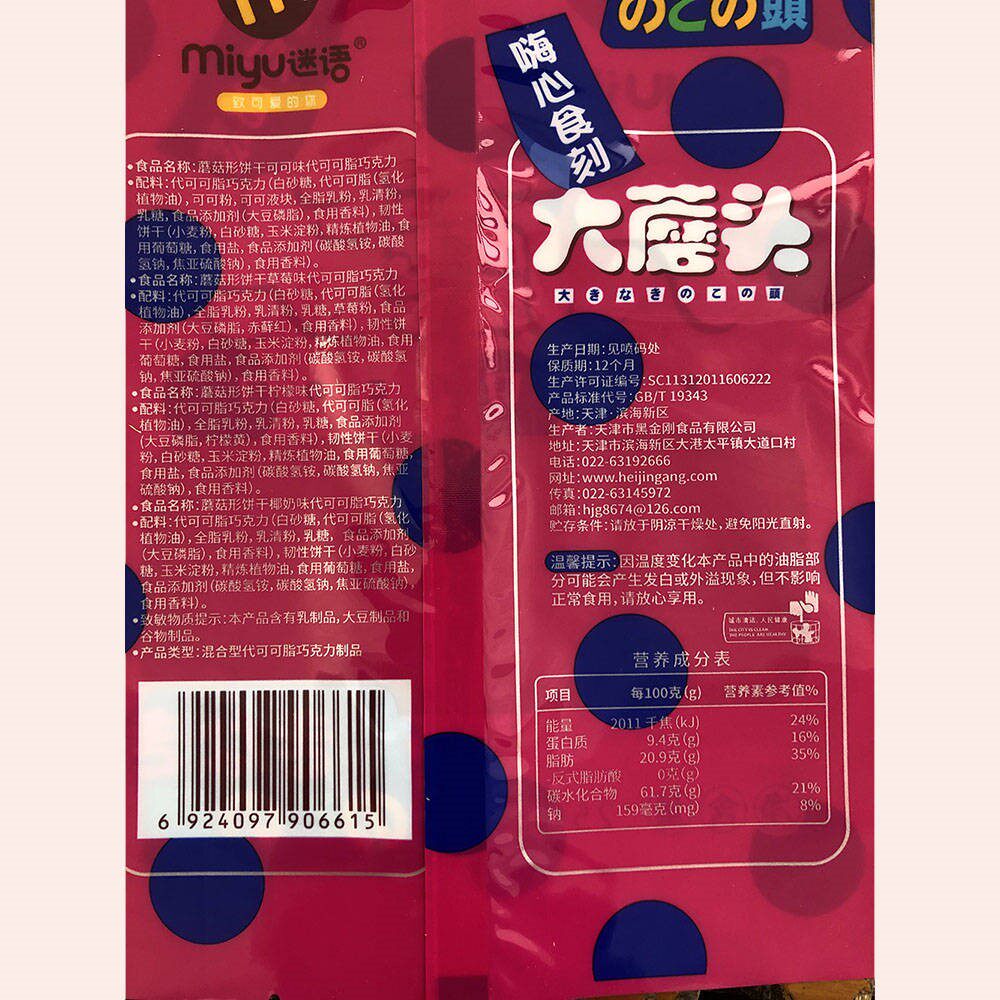 miyu迷语®
致可爱的你
•食品名称:蘑菇形饼干可可味代可可脂巧克力
•配料:代可可脂巧克力(白砂糖,代可可脂(氢化
植物油),可可粉,可可液块,全脂乳粉,乳清粉,
乳糖,食品添加剂(大豆磷脂),食用香料),韧性
饼干(小麦粉,白砂糖,玉米淀粉,精炼植物油,食
用葡萄糖,食用盐,食品添加剂(碳酸氢铵,碳酸
氢钠,焦亚硫酸钠),食用香料)。
•食品名称:蘑菇形饼干草莓味代可可脂巧克力
•配料:代可可脂巧克力(白砂糖,代可可脂(氢化
植物油),全脂乳粉,乳清粉,乳糖,草莓粉,食品
添加剂(大豆磷脂,赤藓红),食用香料),韧性饼
干(小麦粉,白砂糖,玉米淀粉,精炼植物油,食用
葡萄糖,食用盐,食品添加剂(碳酸氢铵,碳酸氢
钠,焦亚硫酸钠),食用香料)。
•食品名称:蘑菇形饼干柠檬味代可可脂巧克力
•配料:代可可脂巧克力(白砂糖,代可可脂(氢化
植物油),全脂乳粉,乳清粉,乳糖,食品添加剂
(大豆磷脂,柠檬黄),食用香料),韧性饼干(小麦
粉,白砂糖,玉米淀粉,精炼植物油,食用葡萄糖,
食用盐,食品添加剂(碳酸氢铵,碳酸氢钠,焦亚
硫酸钠),食用香料)。
•食品名称:蘑菇形饼干椰奶味代可可脂巧克力
•配料:代可可脂巧克力(白砂糖,代可可脂(氢化
植物油),全脂乳粉,乳清粉,乳糖,食品添加剂
(大豆磷脂),食用香料),韧性饼干(小麦粉,白砂
糖,玉米淀粉,精炼植物油,食用葡萄糖,食用盐,
食品添加剂(碳酸氢铵,碳酸氢钠,焦亚硫酸钠),
食用香料)。
•致敏物质提示:本产品含有乳制品,大豆制品和
谷物制品。
•产品类型:混合型代可可脂巧克力制品
6 924097 906615
のこの頭
嗨心食刻
大蘑头
大きなきのこの頭
生产日期:见喷码处
保质期:12个月
生产许可证编号:SC11312011606222
产品标准代号:GB/T 19343
产地:天津·滨海新区
生产者:天津市黑金刚食品有限公司
地址:天津市滨海新区大港太平镇大道口村
电话:022-63192666
网址:www.heijingang.com
传真:022-63145972
邮箱:hjg8674@126.com
贮存条件:请放于阴凉干燥处,避免阳光直射。
温馨提示:因温度变化本产品中的油脂部
分可能会产生发白或外溢现象,但不影响
正常食用,请放心享用。
城市清洁,人民健康
THE CITY IS CLEAN
THE PEOPLE ARE HEALTHY
营养成分表
项目 每100克(g) 营养素参考值%
能量 2011千焦(kJ) 24%
蛋白质 9.4克(g) 16%
脂肪 20.9克(g) 35%
-反式脂肪酸 0克(g)
碳水化合物 61.7克(g) 21%
钠 159毫克(mg) 8%